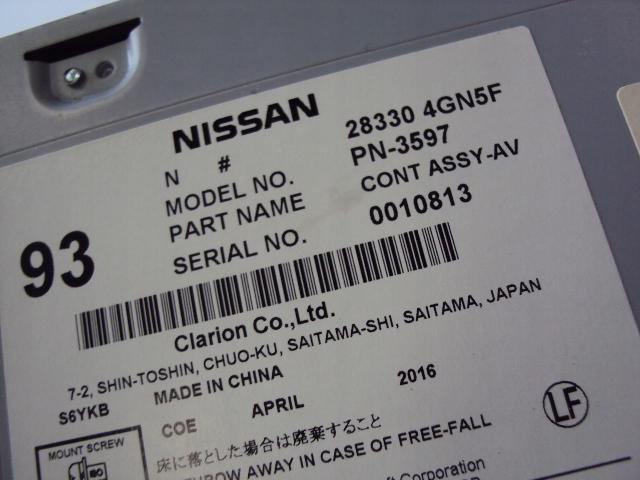 NISSAN
N # 28330 4GN5F
MODEL NO. PN-3597
PART NAME CONT ASSY-AV
SERIAL NO. 0010813
93
Clarion Co.,Ltd.
7-2, SHIN-TOSHIN, CHUO-KU, SAITAMA-SHI, SAITAMA, JAPAN
S6YKB MADE IN CHINA
COE APRIL 2016
LF
MOUNT SCREW
床に落とした場合は廃棄すること
THROW AWAY IN CASE OF FREE-FALL
Corporation